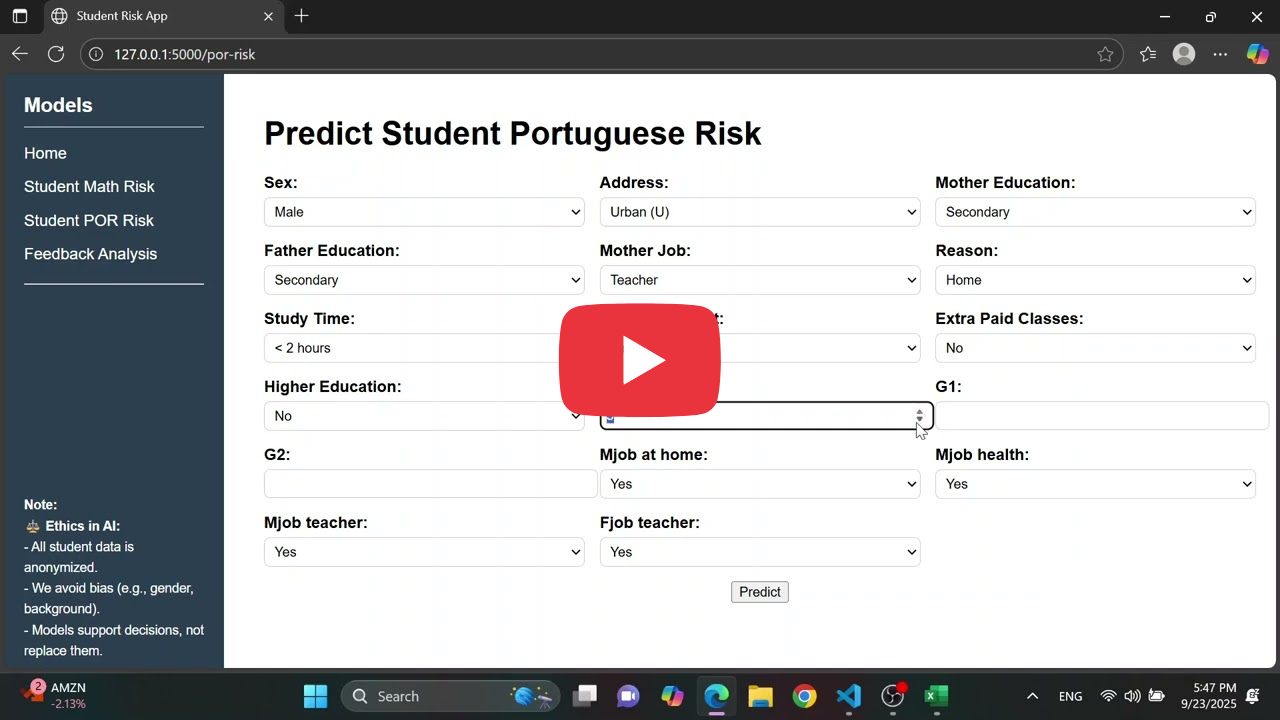 Student Risk App
127.0.0.1:5000/por-risk
Models
Home
Student Math Risk
Student POR Risk
Feedback Analysis
Note:
Ethics in AI:
- All student data is
anonymized.
- We avoid bias (e.g., gender,
background).
- Models support decisions, not
replace them.
Predict Student Portuguese Risk
Sex: Address: Mother Education:
Male Urban (U) Secondary
Father Education: Mother Job: Reason:
Secondary Teacher Home
Study Time: Extra Paid Classes:
< 2 hours No
Higher Education: G1:
No
G2: Mjob at home: Mjob health:
Yes Yes
Mjob teacher: Fjob teacher:
Yes Yes
Predict
2 AMZN
-2.13%
Search
ENG
5:47 PM
9/23/2025